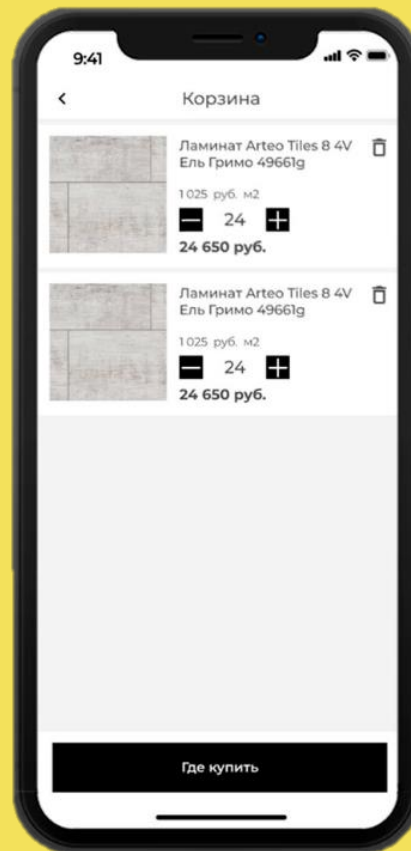 9:41
Корзина
Ламинат Arteo Tiles 8 4V
Ель Гримо 49661g
1 025 руб. м2
24
24 650 руб.
Ламинат Arteo Tiles 8 4V
Ель Гримо 49661g
1 025 руб. м2
24
24 650 руб.
Где купить